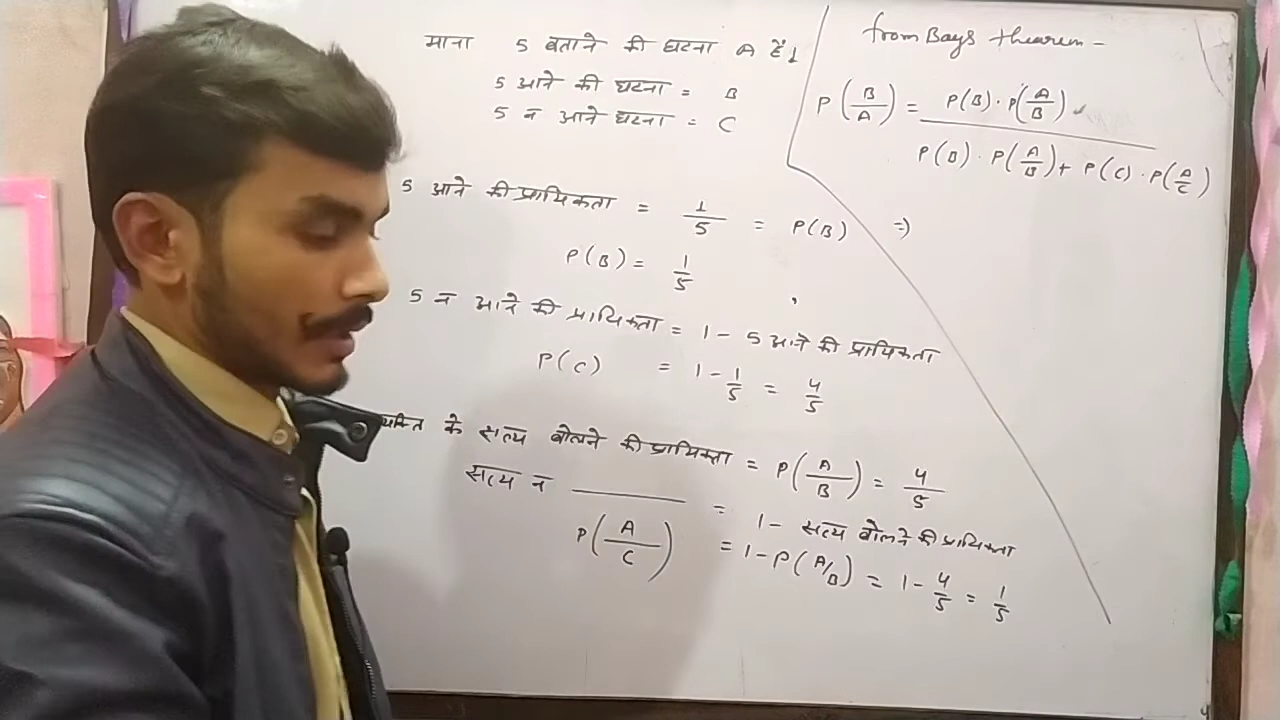 माना 5 बताने की घटना A है।
5 आने की घटना = B
5 न आने घटना = C
5 आने की प्रायिकता = 1/5 = P(B) ⇒
P(B) = 1/5
5 न आने की प्रायिकता = 1 - 5 आने की प्रायिकता
P(C) = 1 - 1/5 = 4/5
के सत्य बोलने की प्रायिकता = P(A/B) = 4/5
सत्य न ——— = 1 - सत्य बोलने की प्रायिकता
P(A/C) = 1 - P(A/B) = 1 - 4/5 = 1/5
from Bays thearem -
P(B/A) = P(B) · P(A/B) / P(B) · P(A/B) + P(C) · P(A/C)